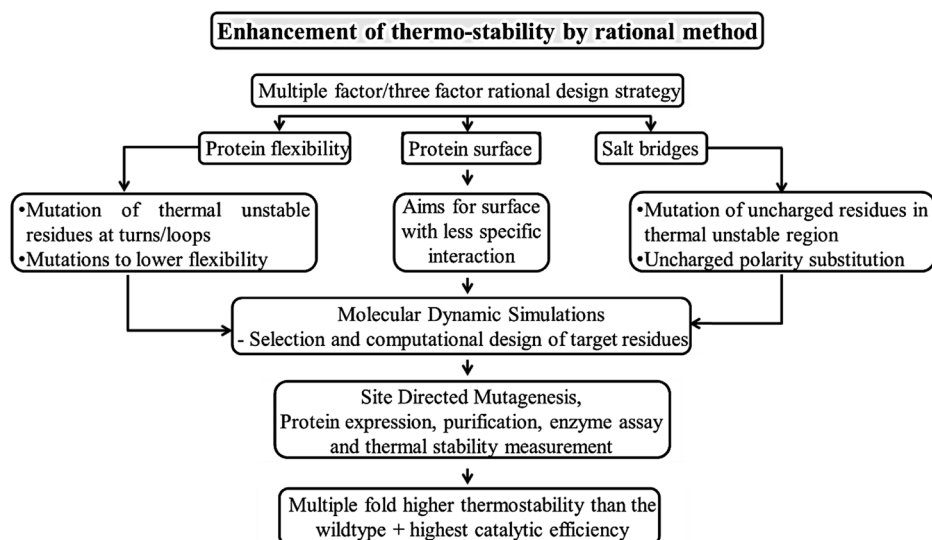 Enhancement of thermo-stability by rational method
Multiple factor/three factor rational design strategy
Protein flexibility
Protein surface
Salt bridges
•Mutation of thermal unstable
residues at turns/loops
•Mutations to lower flexibility
Aims for surface
with less specific
interaction
•Mutation of uncharged residues in
thermal unstable region
•Uncharged polarity substitution
Molecular Dynamic Simulations
- Selection and computational design of target residues
Site Directed Mutagenesis,
Protein expression, purification, enzyme assay
and thermal stability measurement
Multiple fold higher thermostability than the
wildtype + highest catalytic efficiency